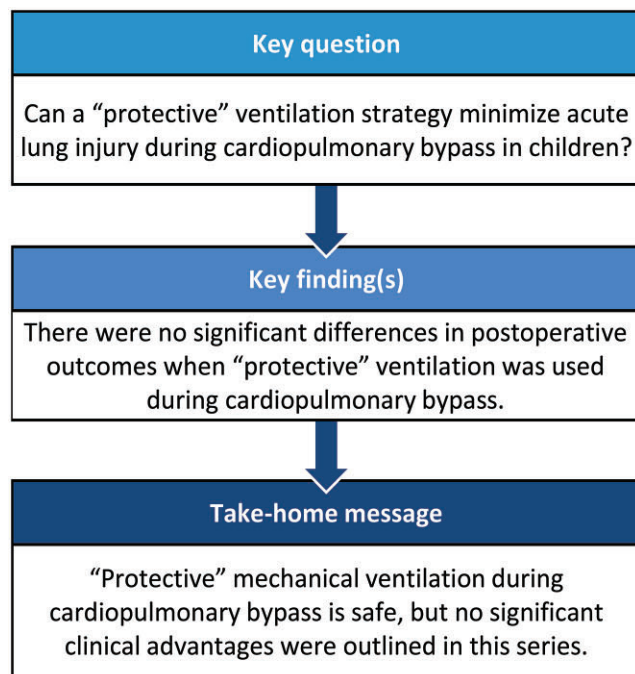 Key question
Can a “protective” ventilation strategy minimize acute
lung injury during cardiopulmonary bypass in children?
Key finding(s)
There were no significant differences in postoperative
outcomes when “protective” ventilation was used
during cardiopulmonary bypass.
Take-home message
“Protective” mechanical ventilation during
cardiopulmonary bypass is safe, but no significant
clinical advantages were outlined in this series.